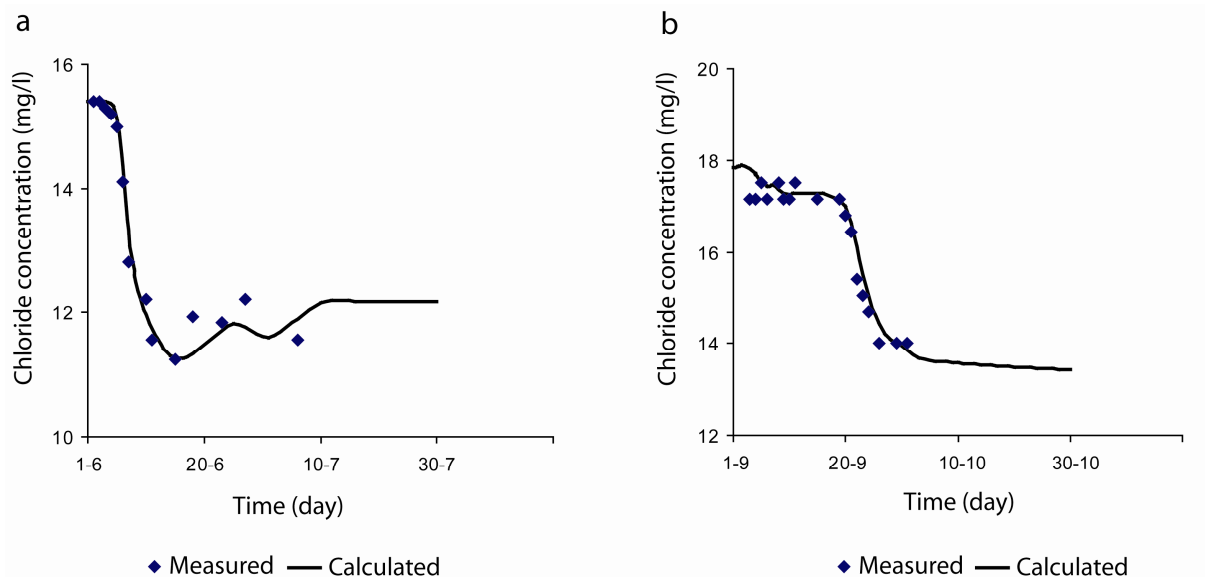 a
16
14
12
10
Chloride concentration (mg/l)
1-6 20-6 10-7 30-7
Time (day)
Measured Calculated
b
20
18
16
14
12
Chloride concentration (mg/l)
1-9 20-9 10-10 30-10
Time (day)
Measured Calculated